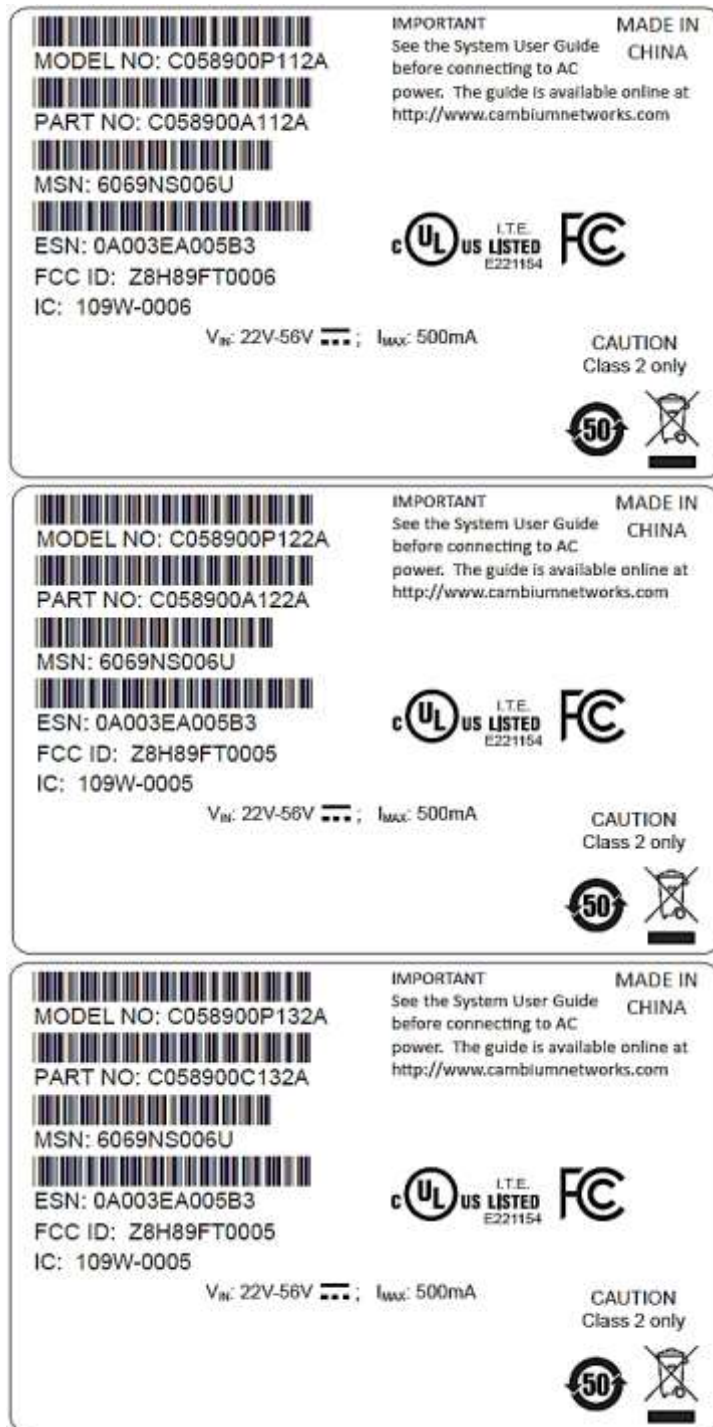 MODEL NO: C058900P112A
PART NO: C058900A112A
MSN: 6069NS006U
ESN: 0A003EA005B3
FCC ID: Z8H89FT0006
IC: 109W-0006
IMPORTANT
See the System User Guide
before connecting to AC
power. The guide is available online at
http://www.cambiumnetworks.com
MADE IN
CHINA
C UL US LISTED
I.T.E.
E221154
FC
VIN: 22V-56V ; IMAX: 500mA
CAUTION
Class 2 only
50
MODEL NO: C058900P122A
PART NO: C058900A122A
MSN: 6069NS006U
ESN: 0A003EA005B3
FCC ID: Z8H89FT0005
IC: 109W-0005
IMPORTANT
See the System User Guide
before connecting to AC
power. The guide is available online at
http://www.cambiumnetworks.com
MADE IN
CHINA
C UL US LISTED
I.T.E.
E221154
FC
VIN: 22V-56V ; IMAX: 500mA
CAUTION
Class 2 only
50
MODEL NO: C058900P132A
PART NO: C058900C132A
MSN: 6069NS006U
ESN: 0A003EA005B3
FCC ID: Z8H89FT0005
IC: 109W-0005
IMPORTANT
See the System User Guide
before connecting to AC
power. The guide is available online at
http://www.cambiumnetworks.com
MADE IN
CHINA
C UL US LISTED
I.T.E.
E221154
FC
VIN: 22V-56V ; IMAX: 500mA
CAUTION
Class 2 only
50